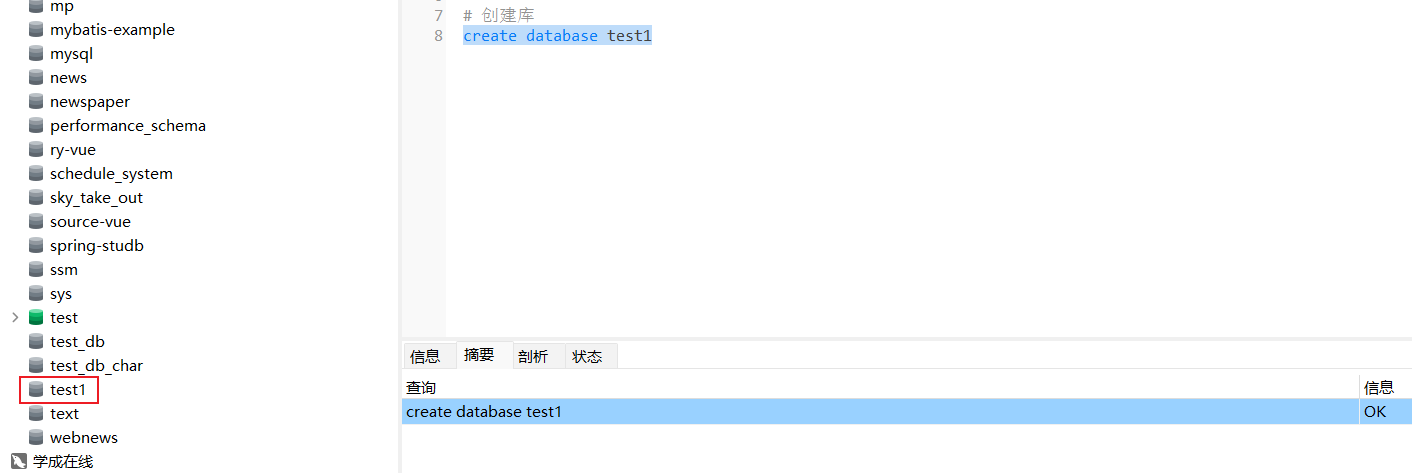 mp
mybatis-example
mysql
news
newspaper
performance_schema
ry-vue
schedule_system
sky_take_out
source-vue
spring-studb
ssm
sys
test
test_db
test_db_char
test1
text
webnews
学成在线
7 # 创建库
8 create database test1
信息 摘要 剖析 状态
查询 信息
create database test1 OK